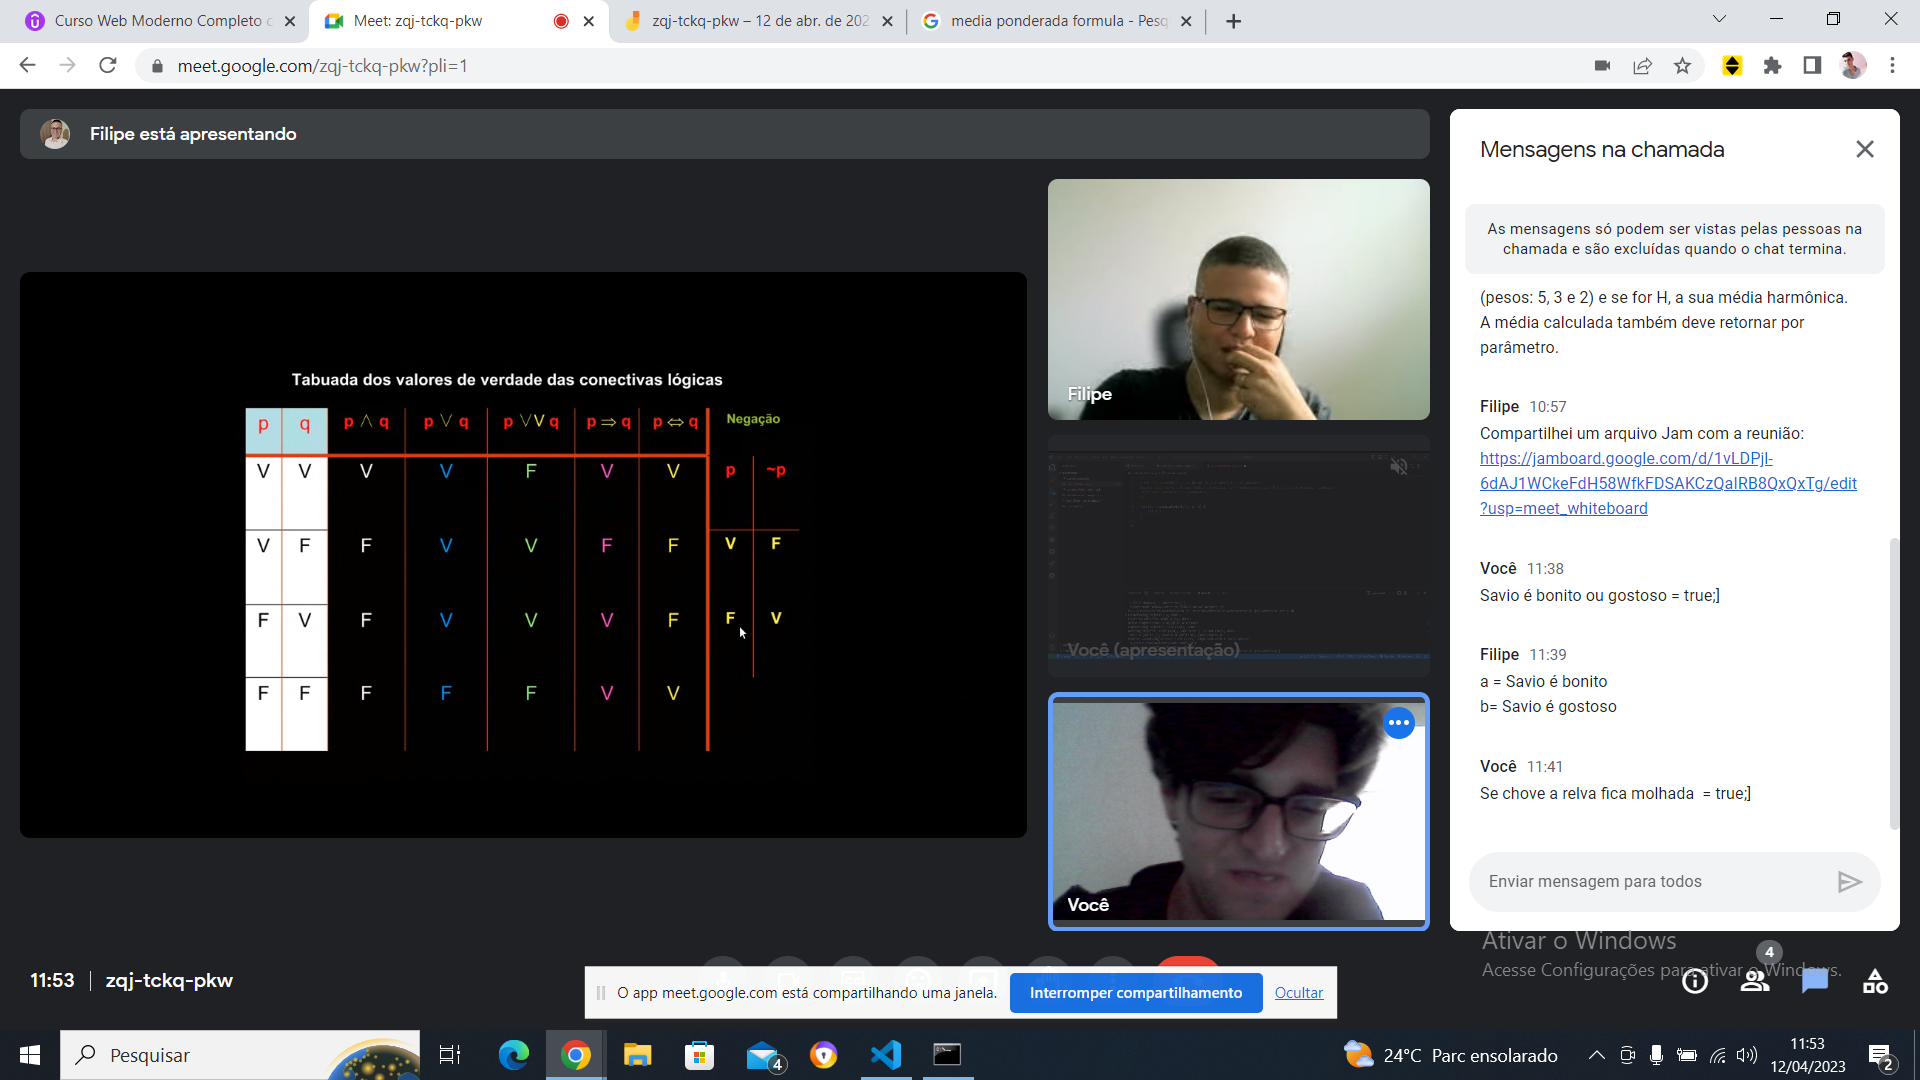 Curso Web Moderno Completo c
Meet: zqj-tckq-pkw
zqj-tckq-pkw – 12 de abr. de 202
media ponderada formula - Pesq
meet.google.com/zqj-tckq-pkw?pli=1
Filipe está apresentando
Tabuada dos valores de verdade das conectivas lógicas
p q p ∧ q p ∨ q p ∨∨ q p ⇒ q p ⇔ q Negação
V V V V F V V p ~p
V F F V V F F V F
F V F V V V F F V
F F F F F V V
Filipe
Você (apresentação)
Você
Mensagens na chamada
As mensagens só podem ser vistas pelas pessoas na
chamada e são excluídas quando o chat termina.
(pesos: 5, 3 e 2) e se for H, a sua média harmônica.
A média calculada também deve retornar por
parâmetro.
Filipe 10:57
Compartilhei um arquivo Jam com a reunião:
https://jamboard.google.com/d/1vLDPjI-
6dAJ1WCkeFdH58WfkFDSAKCzQaIRB8QxQxTg/edit
?usp=meet_whiteboard
Você 11:38
Savio é bonito ou gostoso = true;]
Filipe 11:39
a = Savio é bonito
b= Savio é gostoso
Você 11:41
Se chove a relva fica molhada = true;]
Enviar mensagem para todos
Ativar o Windows
Acesse Configurações para ativar o Windows.
4
11:53 | zqj-tckq-pkw
O app meet.google.com está compartilhando uma janela.
Interromper compartilhamento
Ocultar
Pesquisar
4
24°C Parc ensolarado
11:53
12/04/2023
2